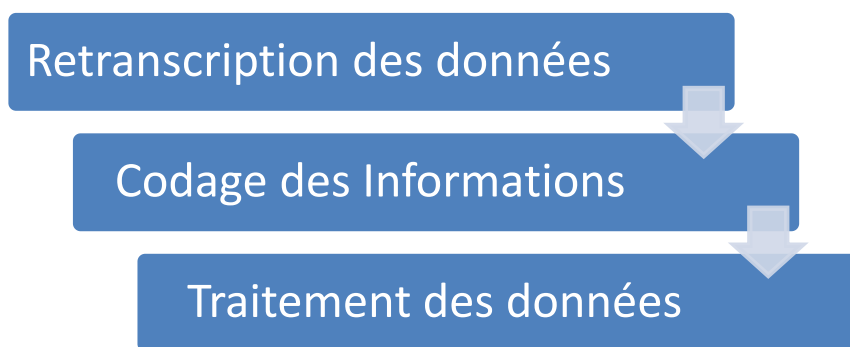 Retranscription des données
Codage des Informations
Traitement des données